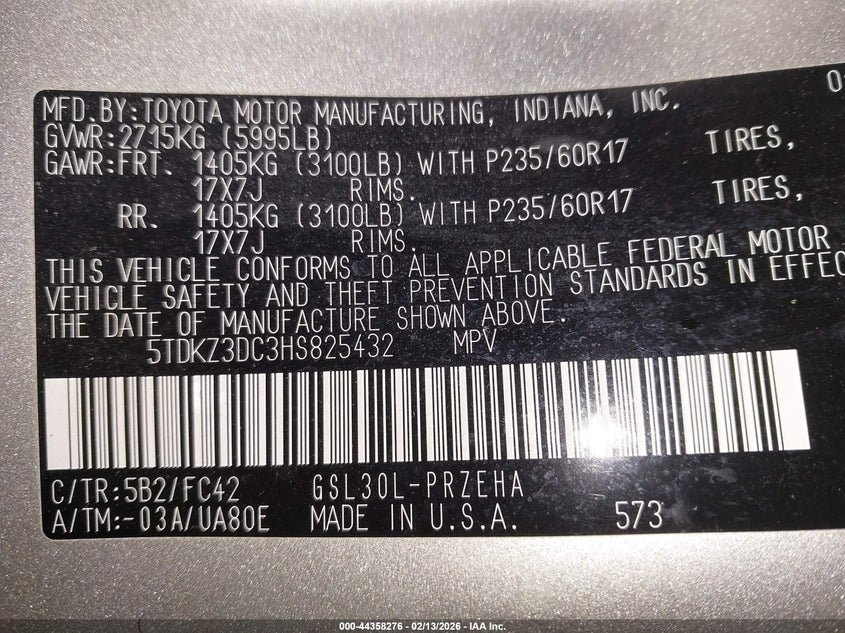 MFD.BY:TOYOTA MOTOR MANUFACTURING, INDIANA, INC.
GVWR:2715KG (5995LB)
GAWR:FRT. 1405KG (3100LB) WITH P235/60R17 TIRES,
17X7J RIMS.
RR. 1405KG (3100LB) WITH P235/60R17 TIRES,
17X7J RIMS.
THIS VEHICLE CONFORMS TO ALL APPLICABLE FEDERAL MOTOR
VEHICLE SAFETY AND THEFT PREVENTION STANDARDS IN EFFEC
THE DATE OF MANUFACTURE SHOWN ABOVE.
5TDKZ3DC3HS825432 MPV
C/TR:5B2/FC42 GSL30L-PRZEHA
A/TM:-03A/UA80E MADE IN U.S.A. 573
000-44358276 - 02/13/2026 - IAA Inc.